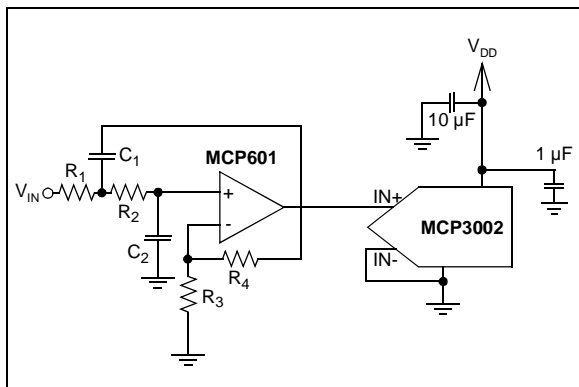 V_DD
10 µF
1 µF
C_1
MCP601
R_1
V_IN
R_2
+
-
IN+
MCP3002
C_2
IN-
R_4
R_3